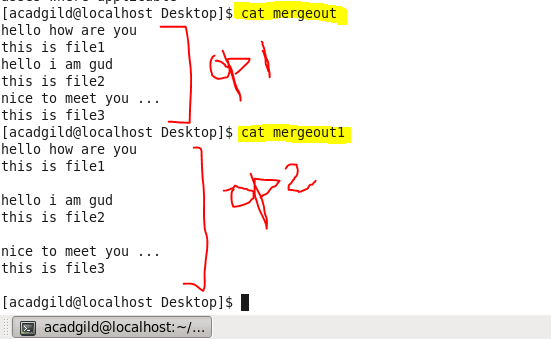 [acadgild@localhost Desktop]$ cat mergeout
hello how are you
this is file1
hello i am gud
this is file2
nice to meet you ...
this is file3
op1
[acadgild@localhost Desktop]$ cat mergeout1
hello how are you
this is file1
hello i am gud
this is file2
nice to meet you ...
this is file3
op2
[acadgild@localhost Desktop]$
acadgild@localhost:~/...